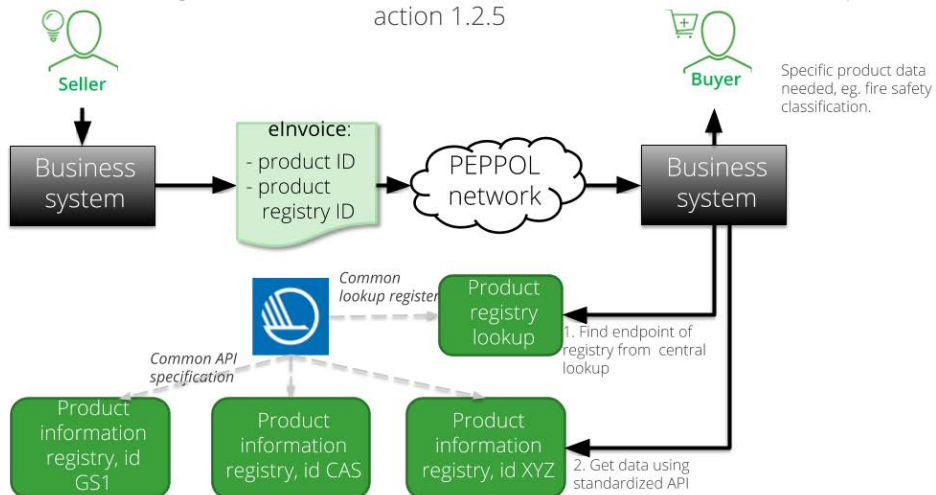 action 1.2.5
Seller
Buyer
Specific product data
needed, eg. fire safety
classification.
Business
system
eInvoice:
- product ID
- product
registry ID
PEPPOL
network
Business
system
Common
lookup register
Product
registry
lookup
1. Find endpoint of
registry from central
lookup
Common API
specification
Product
information
registry, id
GS1
Product
information
registry, id CAS
Product
information
registry, id XYZ
2. Get data using
standardized API